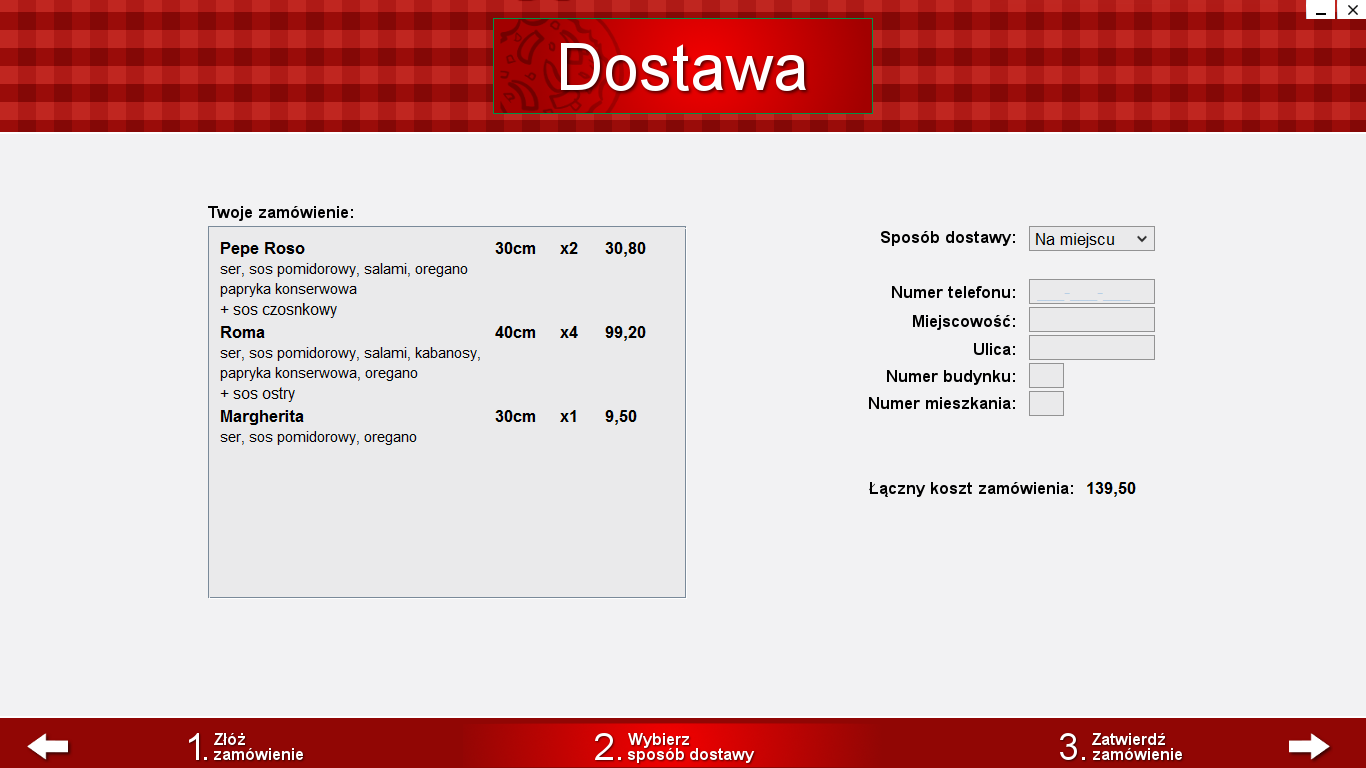 Dostawa
Twoje zamówienie:
Pepe Roso 30cm x2 30,80
ser, sos pomidorowy, salami, oregano
papryka konserwowa
+ sos czosnkowy
Roma 40cm x4 99,20
ser, sos pomidorowy, salami, kabanosy,
papryka konserwowa, oregano
+ sos ostry
Margherita 30cm x1 9,50
ser, sos pomidorowy, oregano
Sposób dostawy: Na miejscu
Numer telefonu: ___-___-___
Miejscowość:
Ulica:
Numer budynku:
Numer mieszkania:
Łączny koszt zamówienia: 139,50
1. Złóż
zamówienie
2. Wybierz
sposób dostawy
3. Zatwierdź
zamówienie